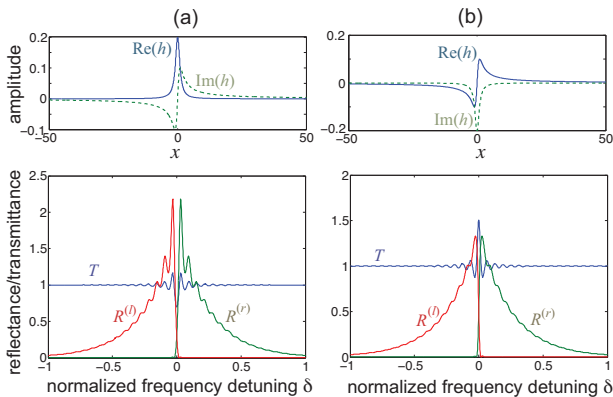 (a)
(b)
amplitude
0.2
0.1
0
-0.1
Re(h)
Im(h)
-50
0
50
x
0.2
0
0.2
Re(h)
Im(h)
-50
0
50
x
reflectance/transmittance
2.5
2
1.5
1
0.5
0
T
R(l)
R(r)
-1
-0.5
0
0.5
1
normalized frequency detuning δ
2
1.5
1
0.5
0
T
R(l)
R(r)
-1
-0.5
0
0.5
1
normalized frequency detuning δ